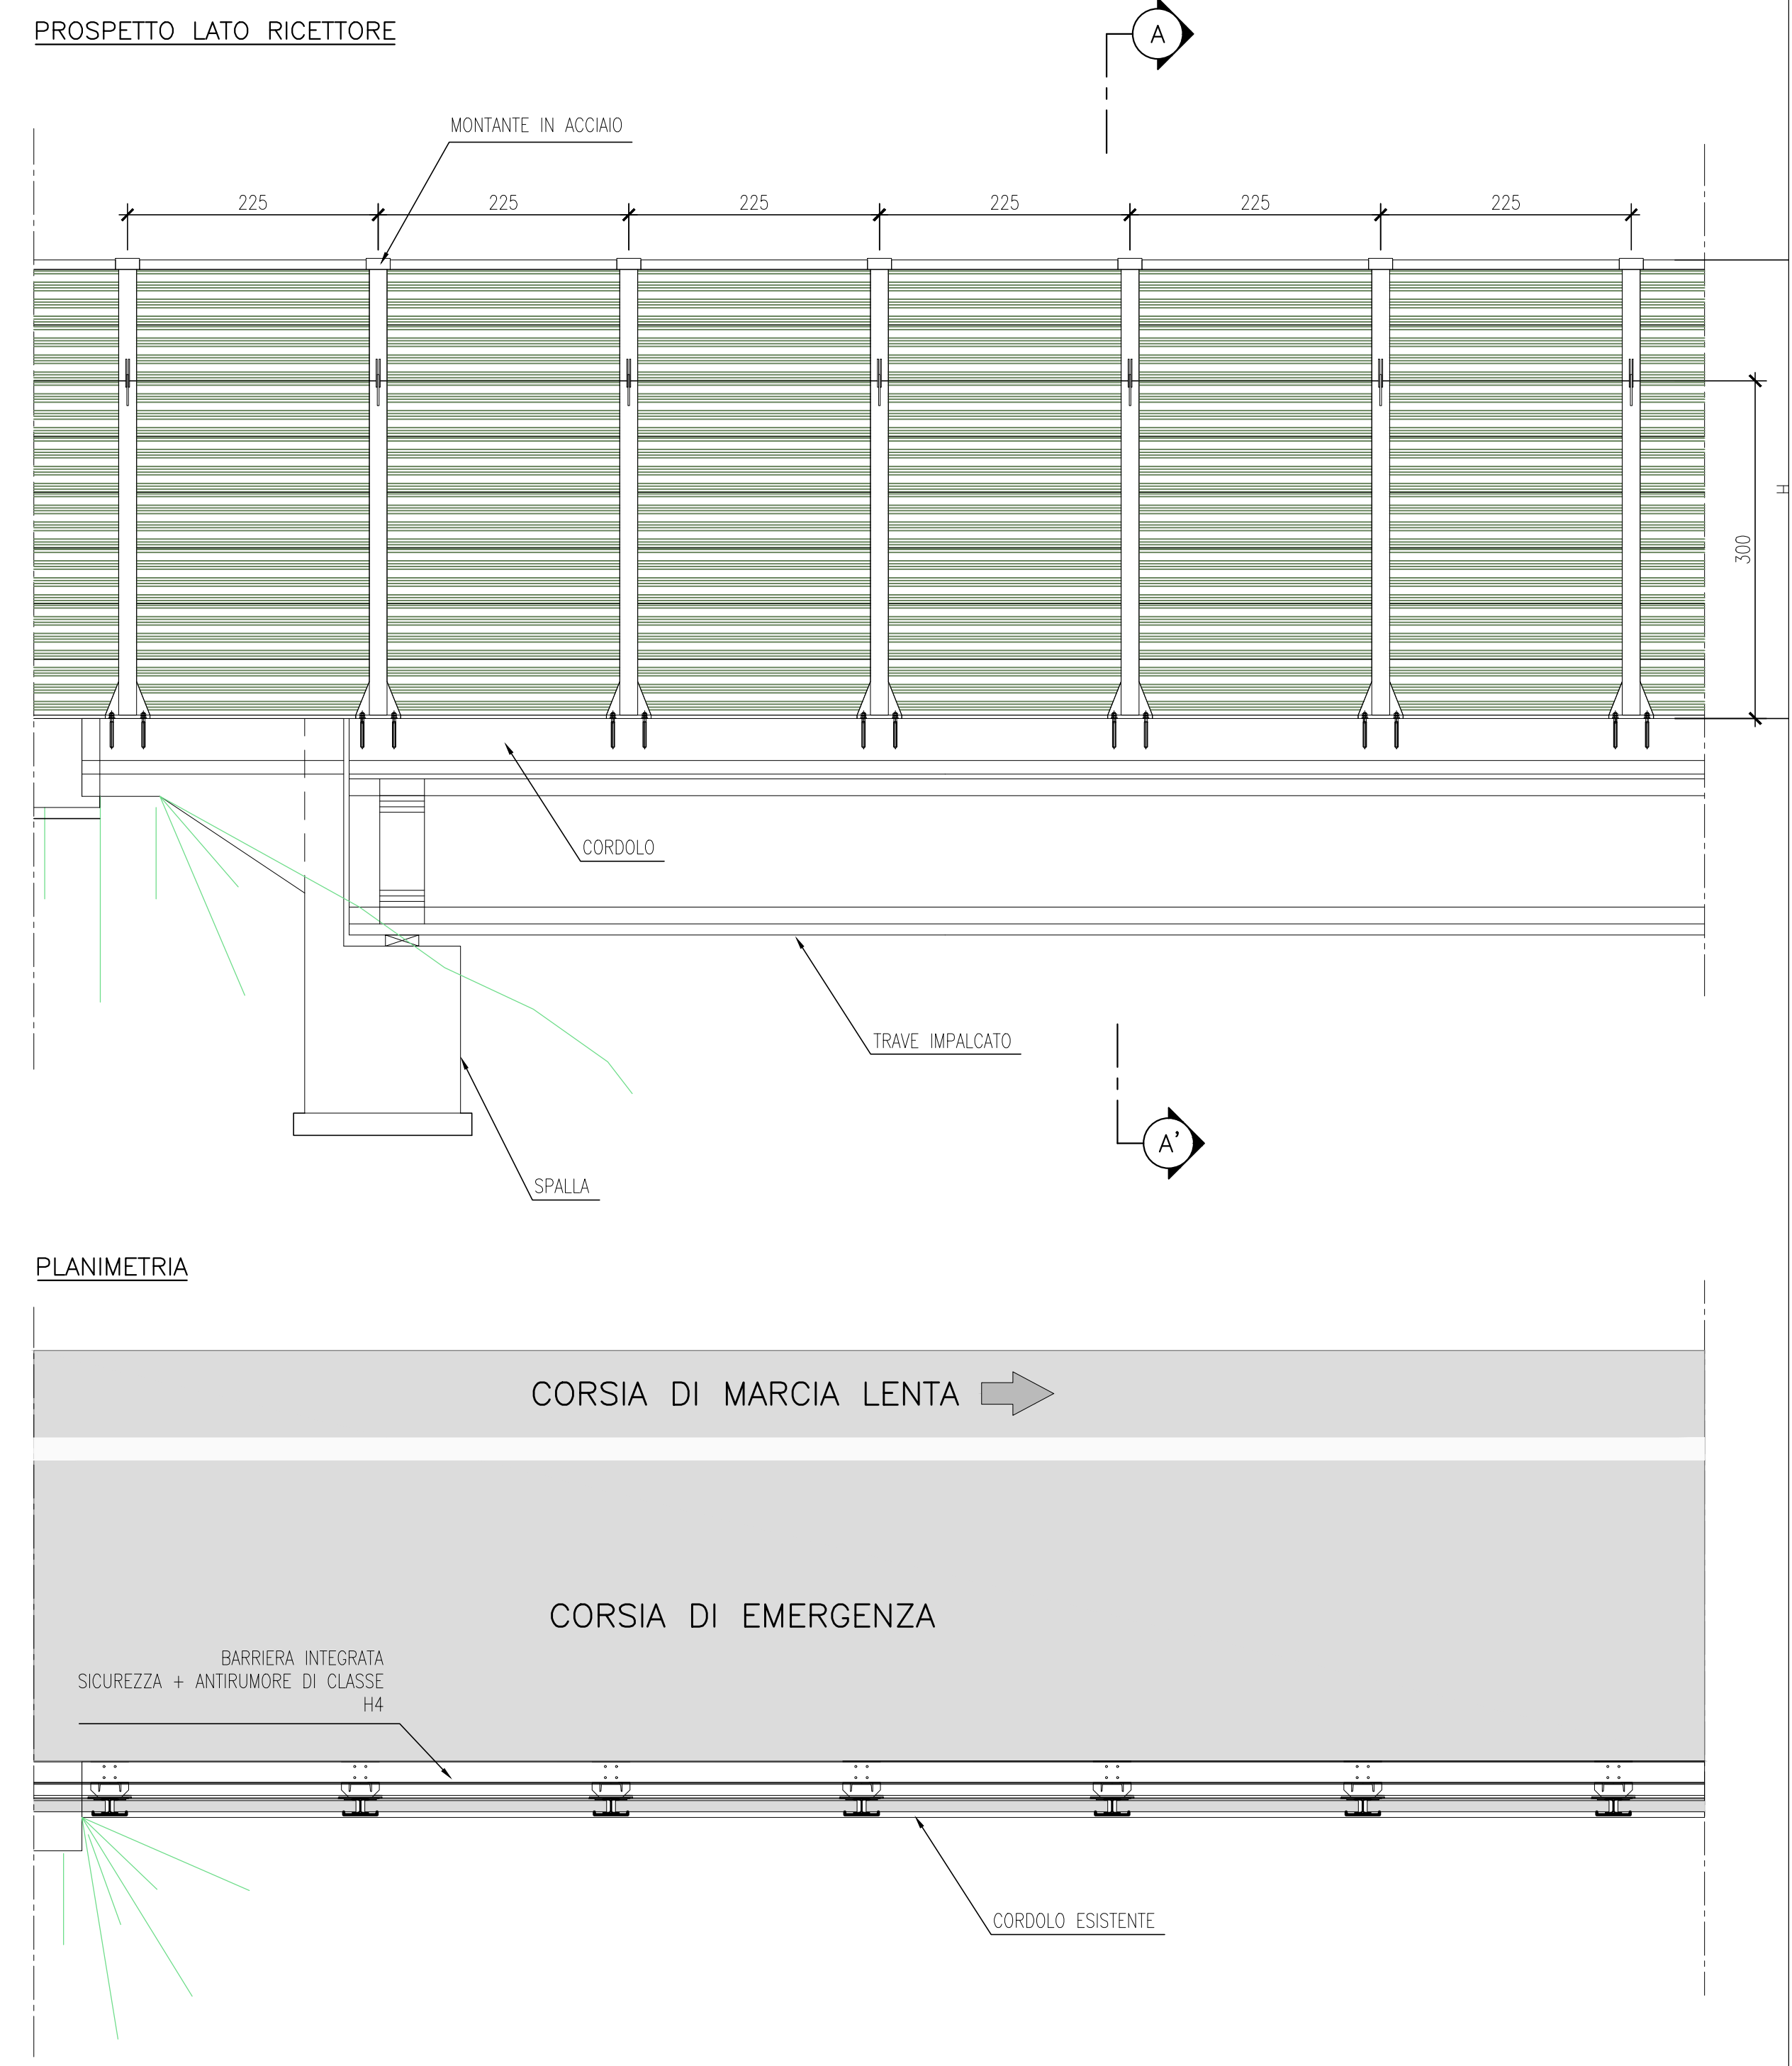 PROSPETTO LATO RICETTORE
A
MONTANTE IN ACCIAIO
225 225 225 225 225 225
H
300
CORDOLO
TRAVE IMPALCATO
A'
SPALLA
PLANIMETRIA
CORSIA DI MARCIA LENTA
CORSIA DI EMERGENZA
BARRIERA INTEGRATA
SICUREZZA + ANTIRUMORE DI CLASSE
H4
CORDOLO ESISTENTE